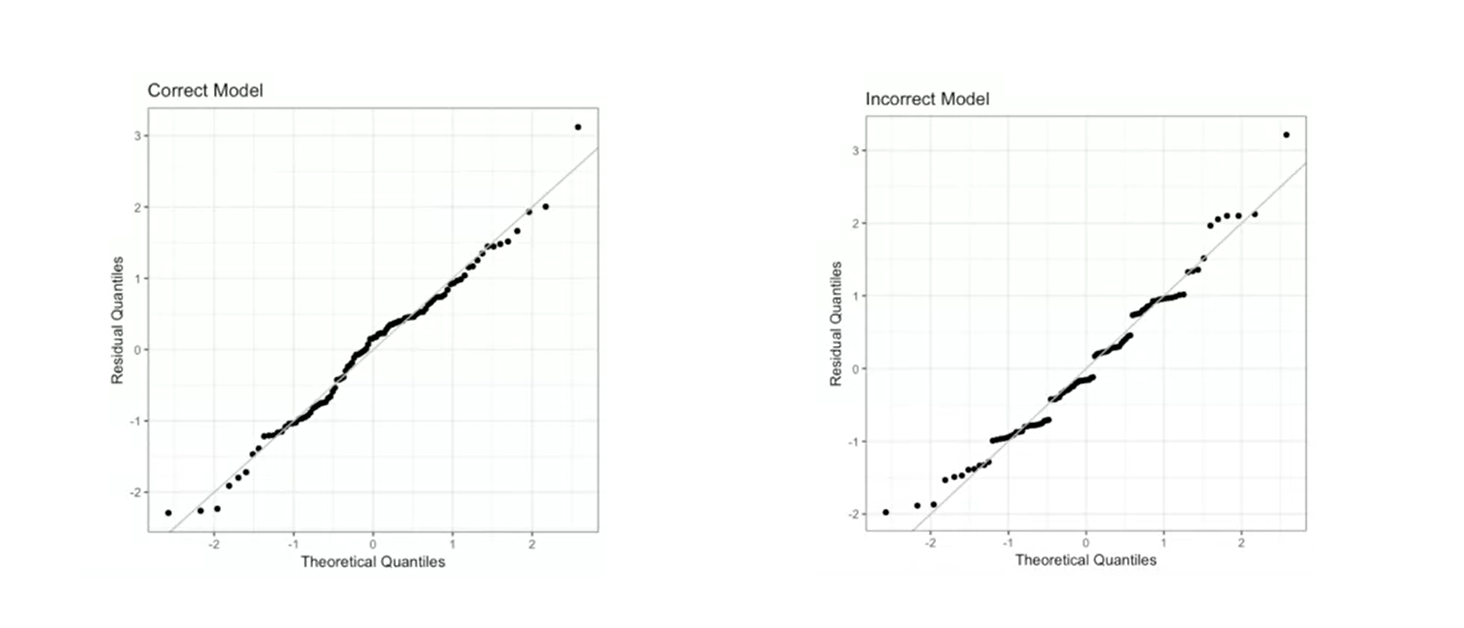 Correct Model
3
2
1
0
-1
-2
Residual Quantiles
-2 -1 0 1 2
Theoretical Quantiles
Incorrect Model
3
2
1
0
-1
-2
Residual Quantiles
-2 -1 0 1 2
Theoretical Quantiles